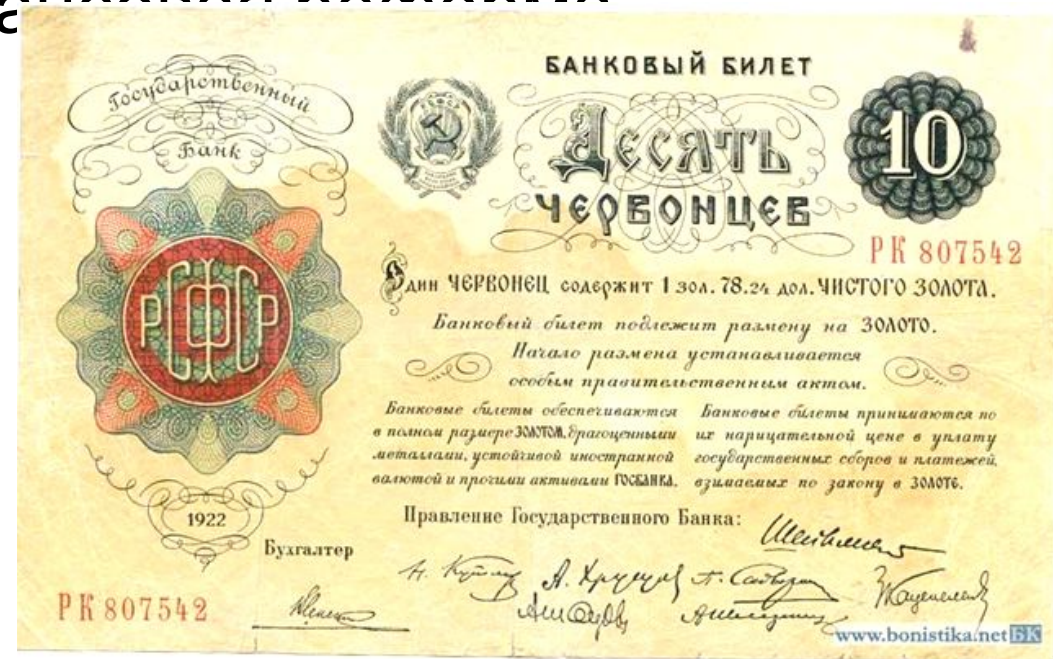 Государственный
Банк
БАНКОВЫЙ БИЛЕТ
ДЕСЯТЬ
ЧЕРВОНЦЕВ
10
РК 807542
РСФСР
Один ЧЕРВОНЕЦ содержит 1 зол. 78.24 дол. ЧИСТОГО ЗОЛОТА.
Банковый билет подлежит размену на ЗОЛОТО.
Начало размена устанавливается
особым правительственным актом.
Банковые билеты обеспечиваются
в полном размере ЗОЛОТОМ, драгоценными
металлами, устойчивой иностранной
валютой и прочими активами ГОСБАНКА.
Банковые билеты принимаются по
их нарицательной цене в уплату
государственных сборов и платежей,
взимаемых по закону в ЗОЛОТЕ.
1922
Правление Государственного Банка:
Бухгалтер
РК 807542
www.bonistika.net БК